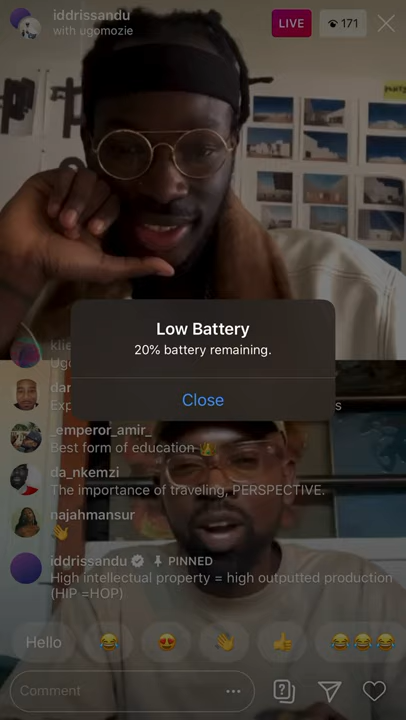 iddrissandu
with ugomozie
LIVE
171
Low Battery
20% battery remaining.
Close
_emperor_amir_
Best form of education
da_nkemzi
The importance of traveling, PERSPECTIVE.
najahmansur
iddrissandu PINNED
High intellectual property = high outputted production
(HIP =HOP)
Hello
Comment